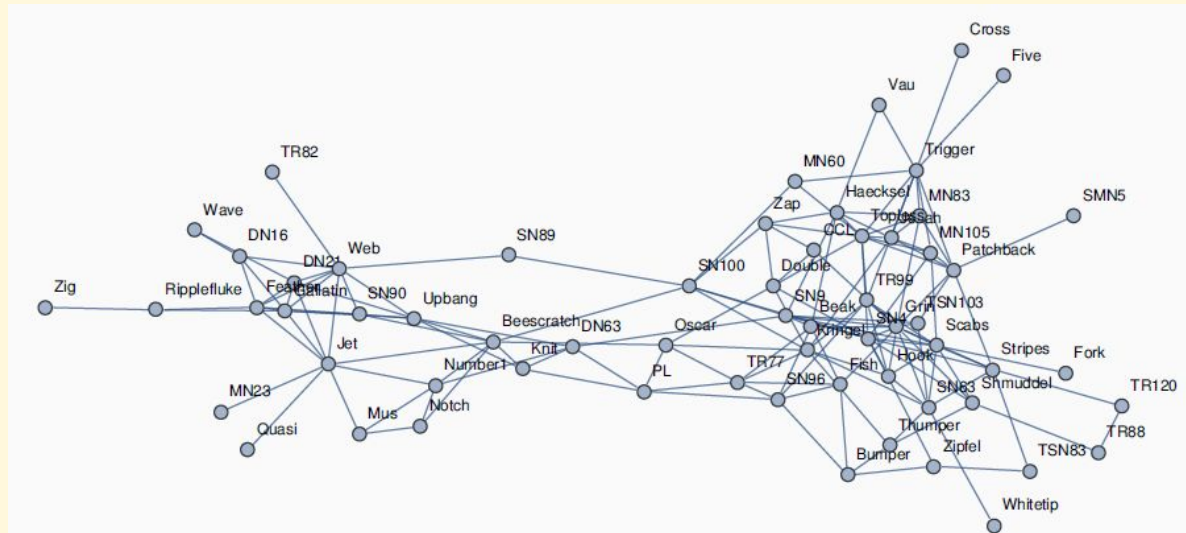 Cross
Five
Vau
Trigger
TR82
MN60
Haecksel
MN83
SMN5
Wave
Zap
Topless
Jonah
DN16
Web
SN89
CCL
MN105
Patchback
DN21
SN100
Double
TR99
Zig
Ripplefluke
Feather
Gallatin
SN90
Upbang
SN9
Beak
Grin
TSN103
Beescratch
DN63
Oscar
Kringel
SN4
Scabs
Jet
Number1
Knit
PL
TR77
Fish
Hook
Stripes
Fork
MN23
Mus
Notch
SN96
SN63
Shmuddel
TR120
Quasi
Thumper
TR88
Bumper
Zipfel
TSN83
Whitetip